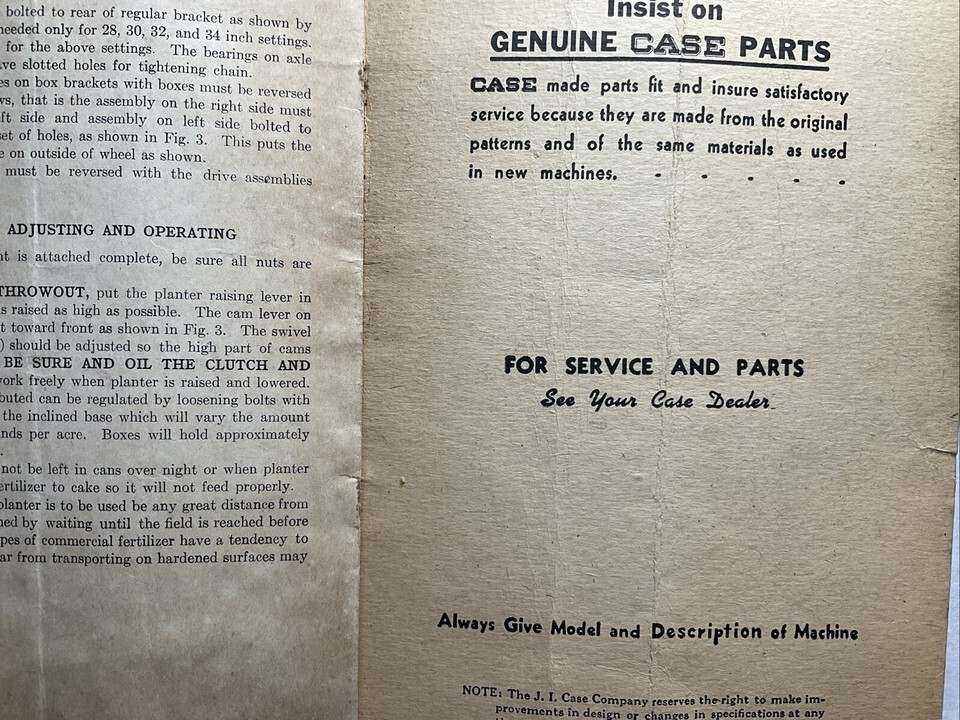 bolted to rear of regular bracket as shown by
needed only for 28, 30, 32, and 34 inch settings.
for the above settings. The bearings on axle
ve slotted holes for tightening chain.
es on box brackets with boxes must be reversed
ws, that is the assembly on the right side must
ft side and assembly on left side bolted to
set of holes, as shown in Fig. 3. This puts the
e on outside of wheel as shown.
must be reversed with the drive assemblies
ADJUSTING AND OPERATING
nt is attached complete, be sure all nuts are
THROWOUT, put the planter raising lever in
s raised as high as possible. The cam lever on
t toward front as shown in Fig. 3. The swivel
) should be adjusted so the high part of cams
BE SURE AND OIL THE CLUTCH AND
ork freely when planter is raised and lowered.
buted can be regulated by loosening bolts with
the inclined base which will vary the amount
nds per acre. Boxes will hold approximately
.
not be left in cans over night or when planter
ertilizer to cake so it will not feed properly.
planter is to be used be any great distance from
ned by waiting until the field is reached before
pes of commercial fertilizer have a tendency to
ar from transporting on hardened surfaces may
Insist on
GENUINE CASE PARTS
CASE made parts fit and insure satisfactory
service because they are made from the original
patterns and of the same materials as used
in new machines. - - - - -
FOR SERVICE AND PARTS
See Your Case Dealer
Always Give Model and Description of Machine
NOTE: The J. I. Case Company reserves the right to make im-
provements in design or changes in specifications at any